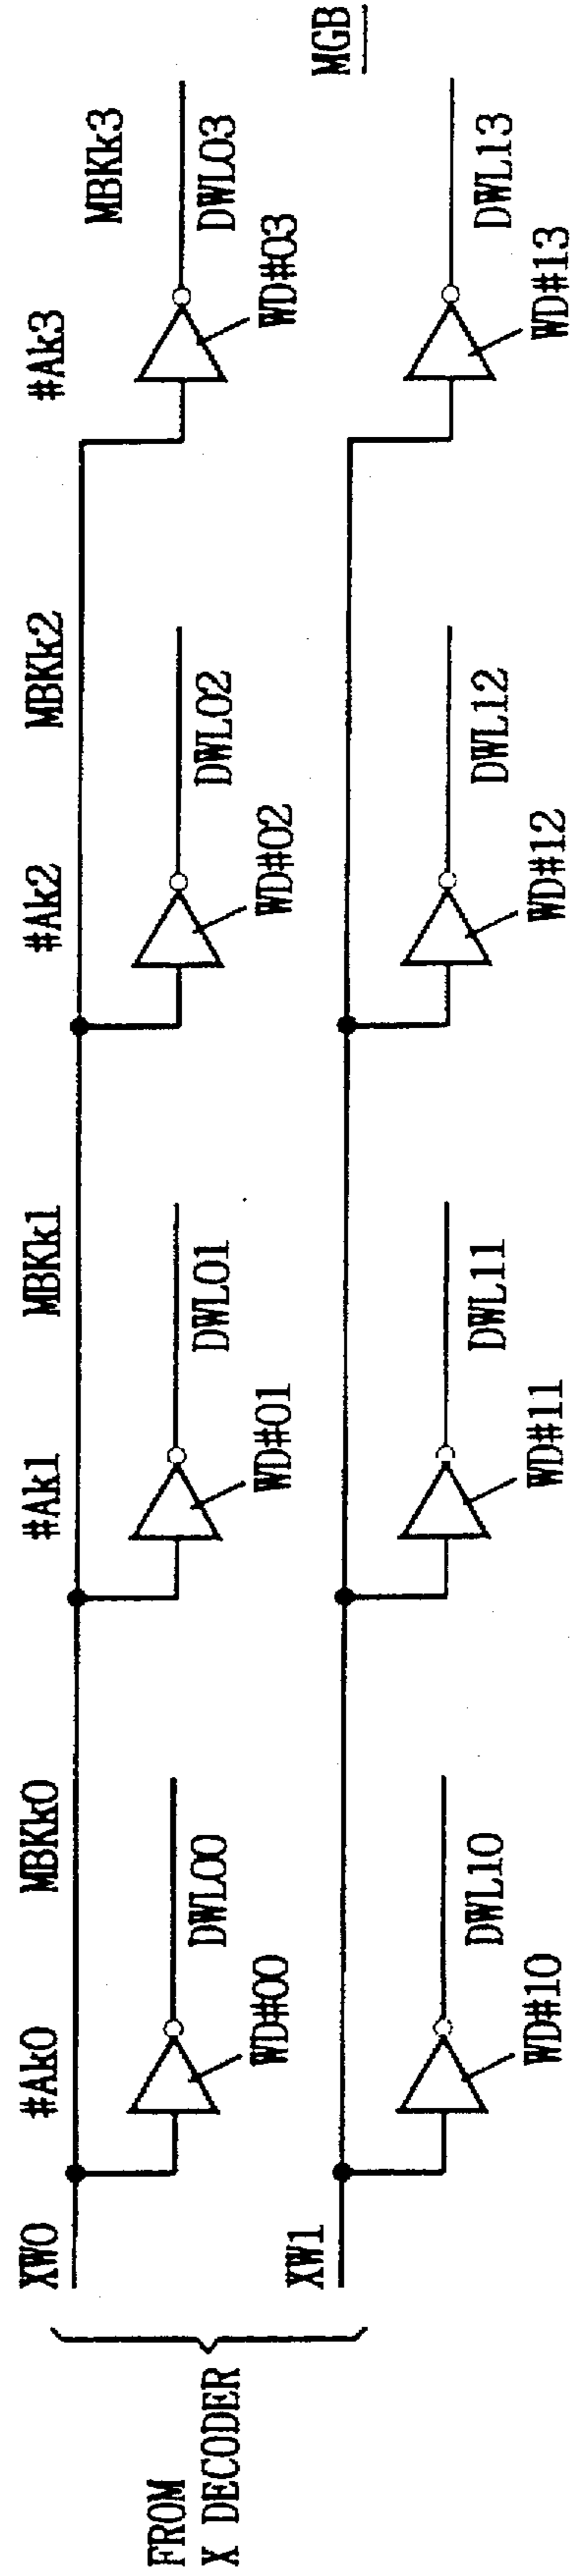 MGB
#Ak0 MBKk0 #Ak1 MBKk1 #Ak2 MBKk2 #Ak3 MBKk3
XW0
DWL00 DWL01 DWL02 DWL03
WD#00 WD#01 WD#02 WD#03
FROM
X DECODER
XW1
DWL10 DWL11 DWL12 DWL13
WD#10 WD#11 WD#12 WD#13